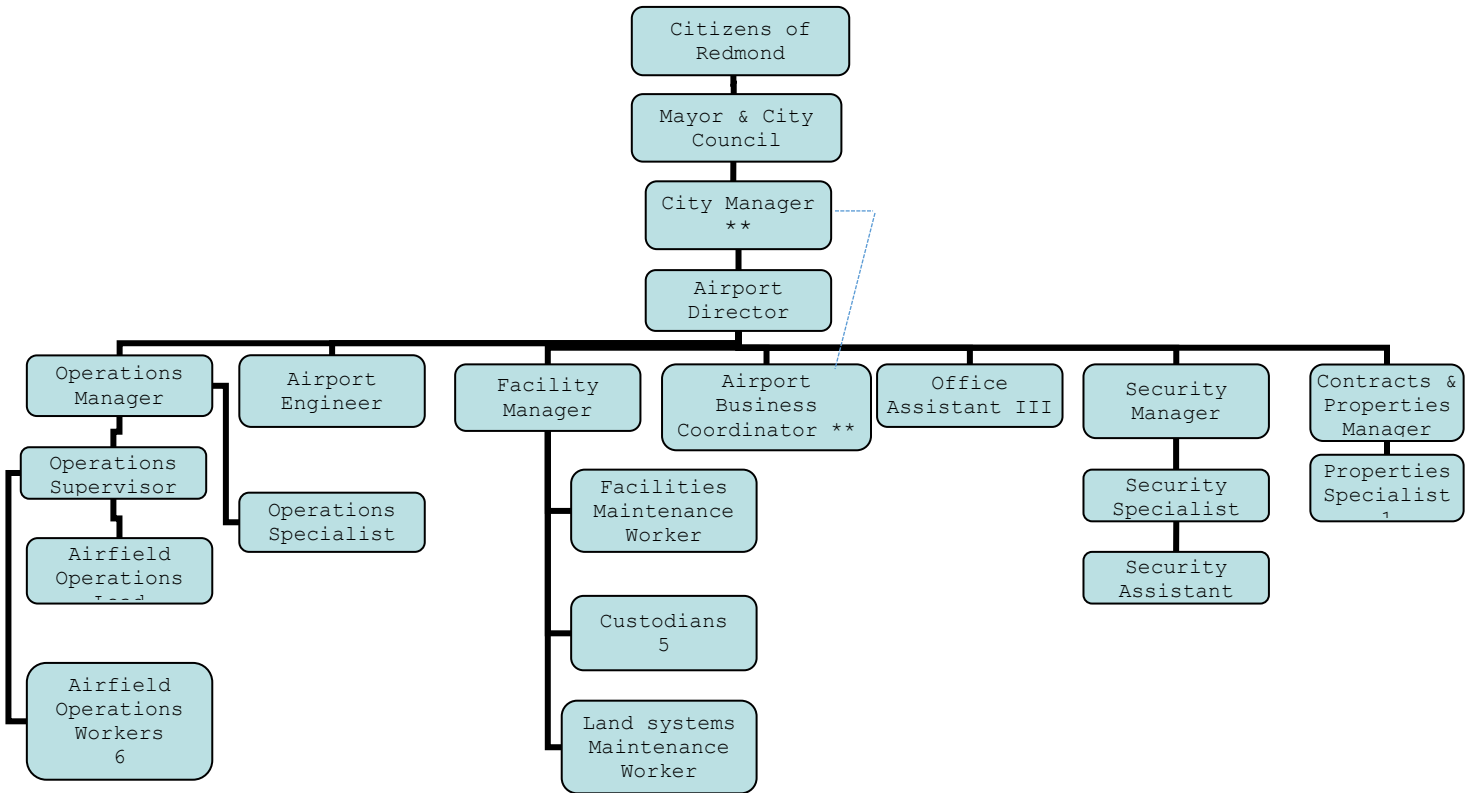 Citizens of
Redmond
Mayor & City
Council
City Manager
**
Airport
Director
Operations
Manager
Airport
Engineer
Facility
Manager
Airport
Business
Coordinator **
Office
Assistant III
Security
Manager
Contracts &
Properties
Manager
Operations
Supervisor
Operations
Specialist
Airfield
Operations
Lead
Airfield
Operations
Workers
6
Facilities
Maintenance
Worker
Custodians
5
Land systems
Maintenance
Worker
Security
Specialist
Security
Assistant
Properties
Specialist